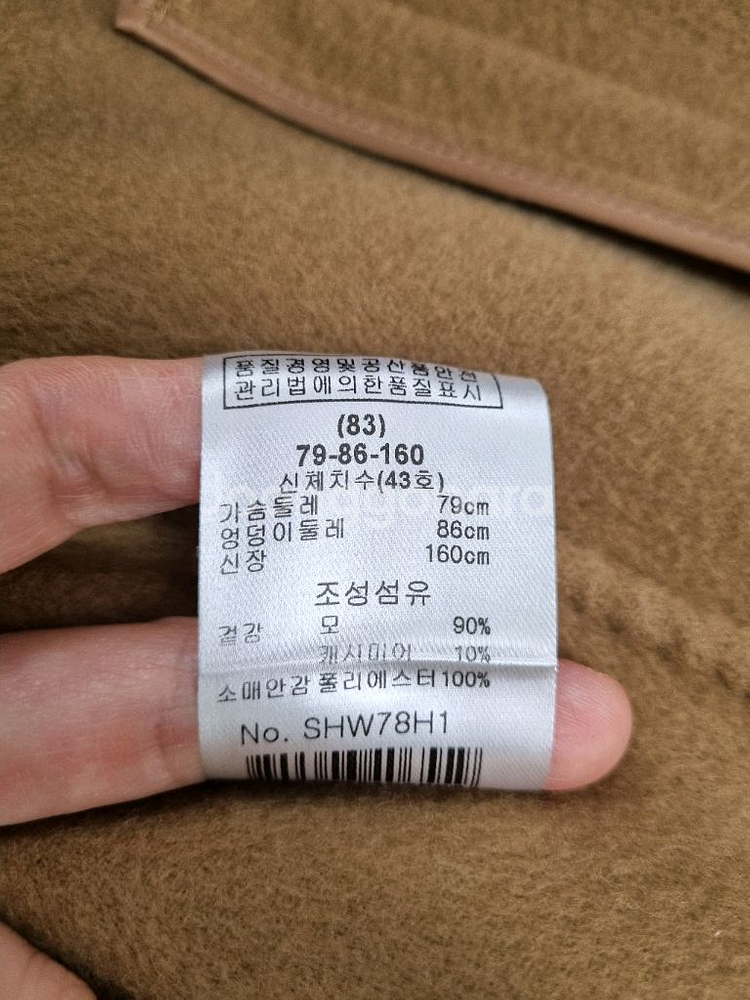 품질경영및공산품안전
관리법에의한품질표시
(83)
79-86-160
신체치수(43호)
가슴둘레 79cm
엉덩이둘레 86cm
신장 160cm
조성섬유
겉감 모 90%
캐시미어 10%
소매안감 폴리에스터 100%
No. SHW78H1